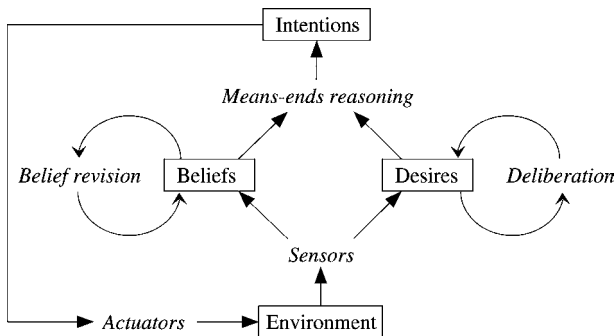 Intentions
Means-ends reasoning
Belief revision
Beliefs
Desires
Deliberation
Sensors
Actuators
Environment